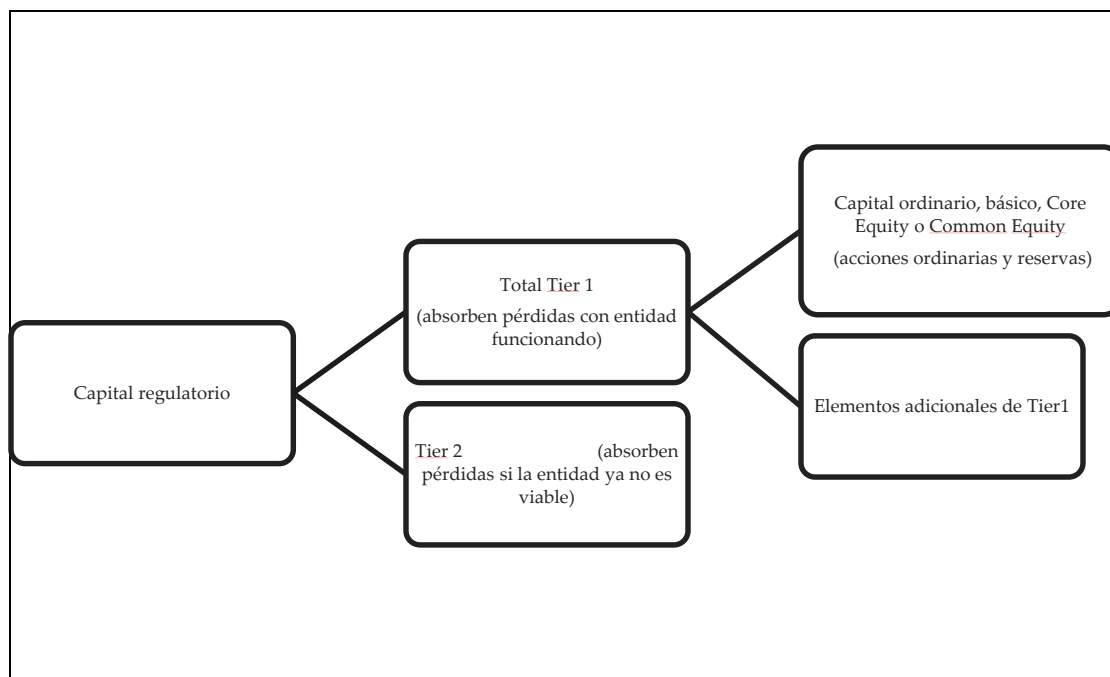 Capital regulatorio
Total Tier 1
(absorben pérdidas con entidad
funcionando)
Tier 2 (absorben
pérdidas si la entidad ya no es
viable)
Capital ordinario, básico, Core
Equity o Common Equity
(acciones ordinarias y reservas)
Elementos adicionales de Tier1